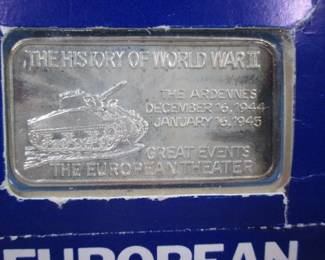 THE HISTORY OF WORLD WAR II
THE ARDENNES
DECEMBER 16, 1944
JANUARY 16, 1945
GREAT EVENTS
THE EUROPEAN THEATER
EUROPEAN